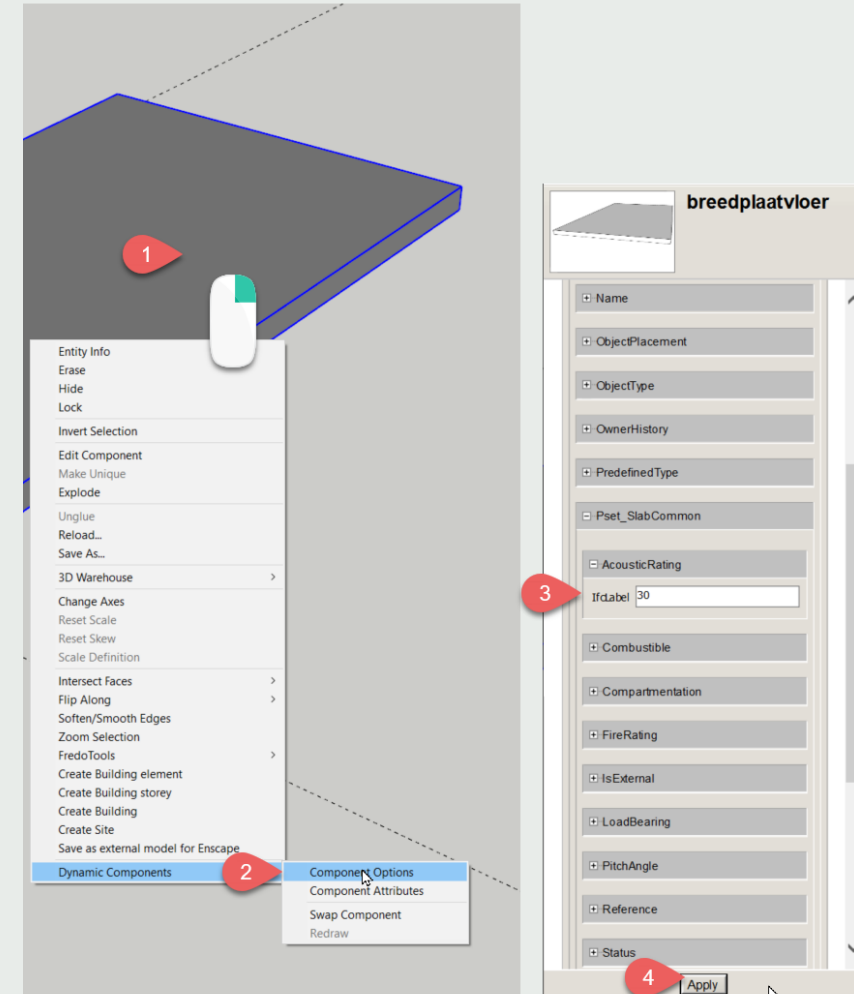 1
Entity Info
Erase
Hide
Lock
Invert Selection
Edit Component
Make Unique
Explode
Unglue
Reload...
Save As...
3D Warehouse
Change Axes
Reset Scale
Reset Skew
Scale Definition
Intersect Faces
Flip Along
Soften/Smooth Edges
Zoom Selection
FredoTools
Create Building element
Create Building storey
Create Building
Create Site
Save as external model for Enscape
Dynamic Components
2
Component Options
Component Attributes
Swap Component
Redraw
breedplaatvloer
Name
ObjectPlacement
ObjectType
OwnerHistory
PredefinedType
Pset_SlabCommon
AcousticRating
3
IfcLabel 30
Combustible
Compartmentation
FireRating
IsExternal
LoadBearing
PitchAngle
Reference
Status
4
Apply